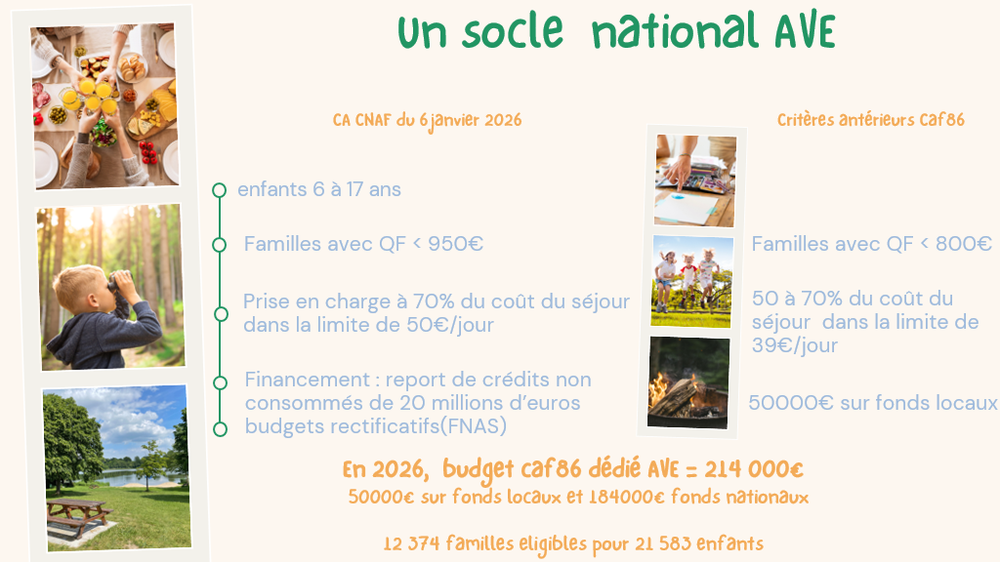 un socle national AVE
CA CNAF du 6 janvier 2026
enfants 6 à 17 ans
Familles avec QF < 950€
Prise en charge à 70% du coût du séjour
dans la limite de 50€/jour
Financement : report de crédits non
consommés de 20 millions d’euros
budgets rectificatifs(FNAS)
Critères antérieurs Caf86
Familles avec QF < 800€
50 à 70% du coût du
séjour dans la limite de
39€/jour
50000€ sur fonds locaux
En 2026, budget caf86 dédié AVE = 214 000€
50000€ sur fonds locaux et 184000€ fonds nationaux
12 374 familles eligibles pour 21 583 enfants